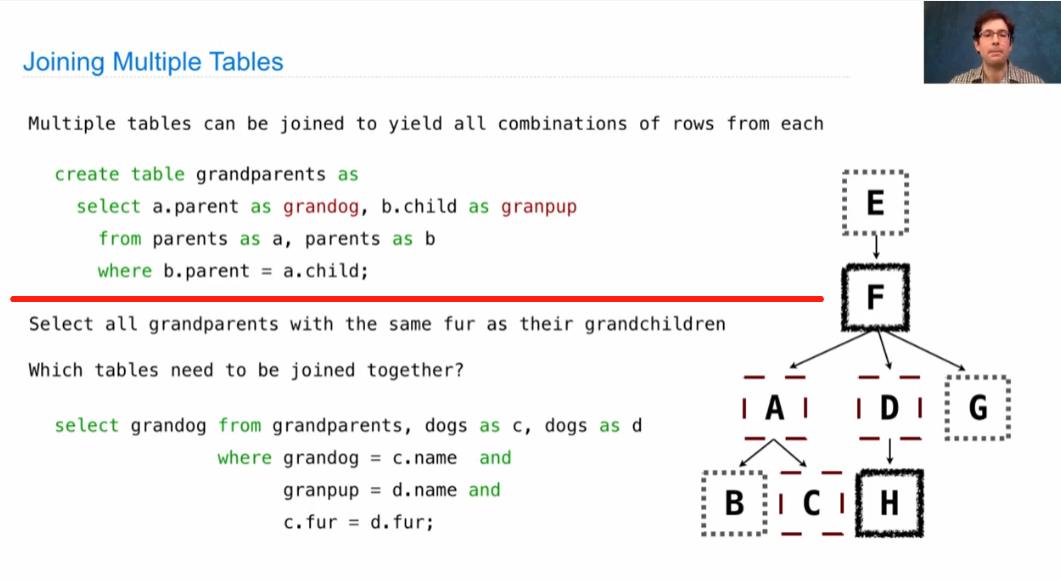 Joining Multiple Tables
Multiple tables can be joined to yield all combinations of rows from each
create table grandparents as
select a.parent as grandog, b.child as granpup
from parents as a, parents as b
where b.parent = a.child;
Select all grandparents with the same fur as their grandchildren
Which tables need to be joined together?
select grandog from grandparents, dogs as c, dogs as d
where grandog = c.name and
granpup = d.name and
c.fur = d.fur;
E
F
A D G
B C H